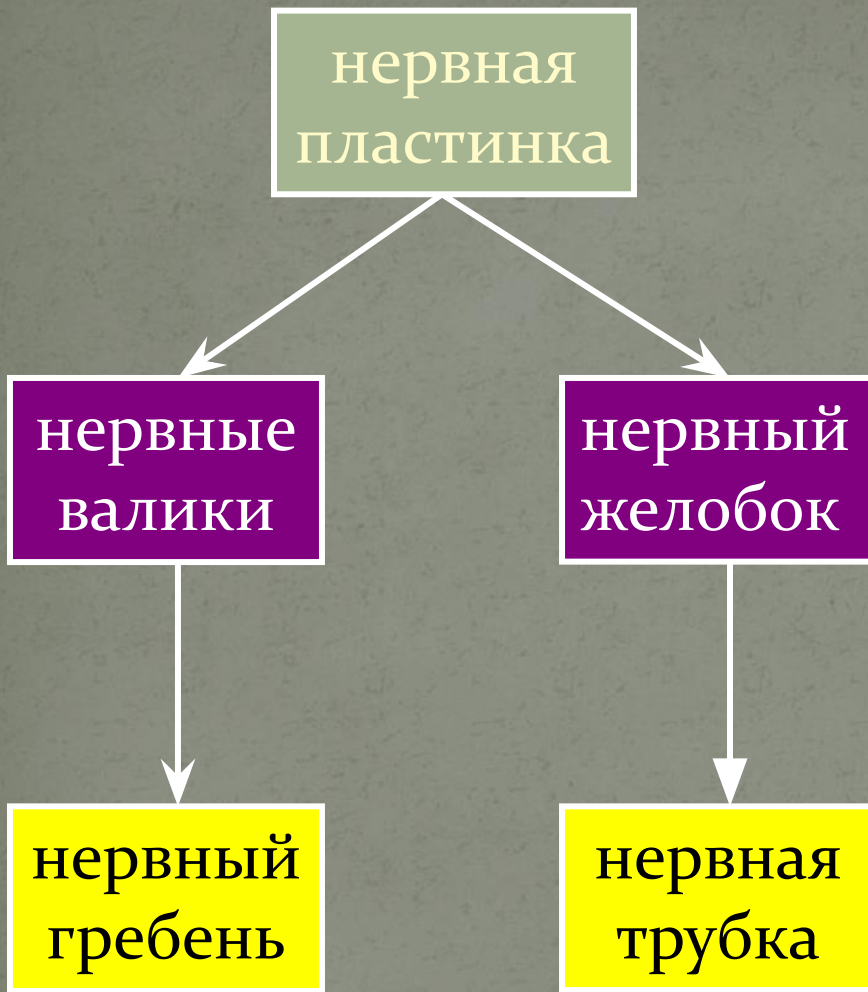 нервная
пластинка
нервные
валики
нервный
желобок
нервный
гребень
нервная
трубка